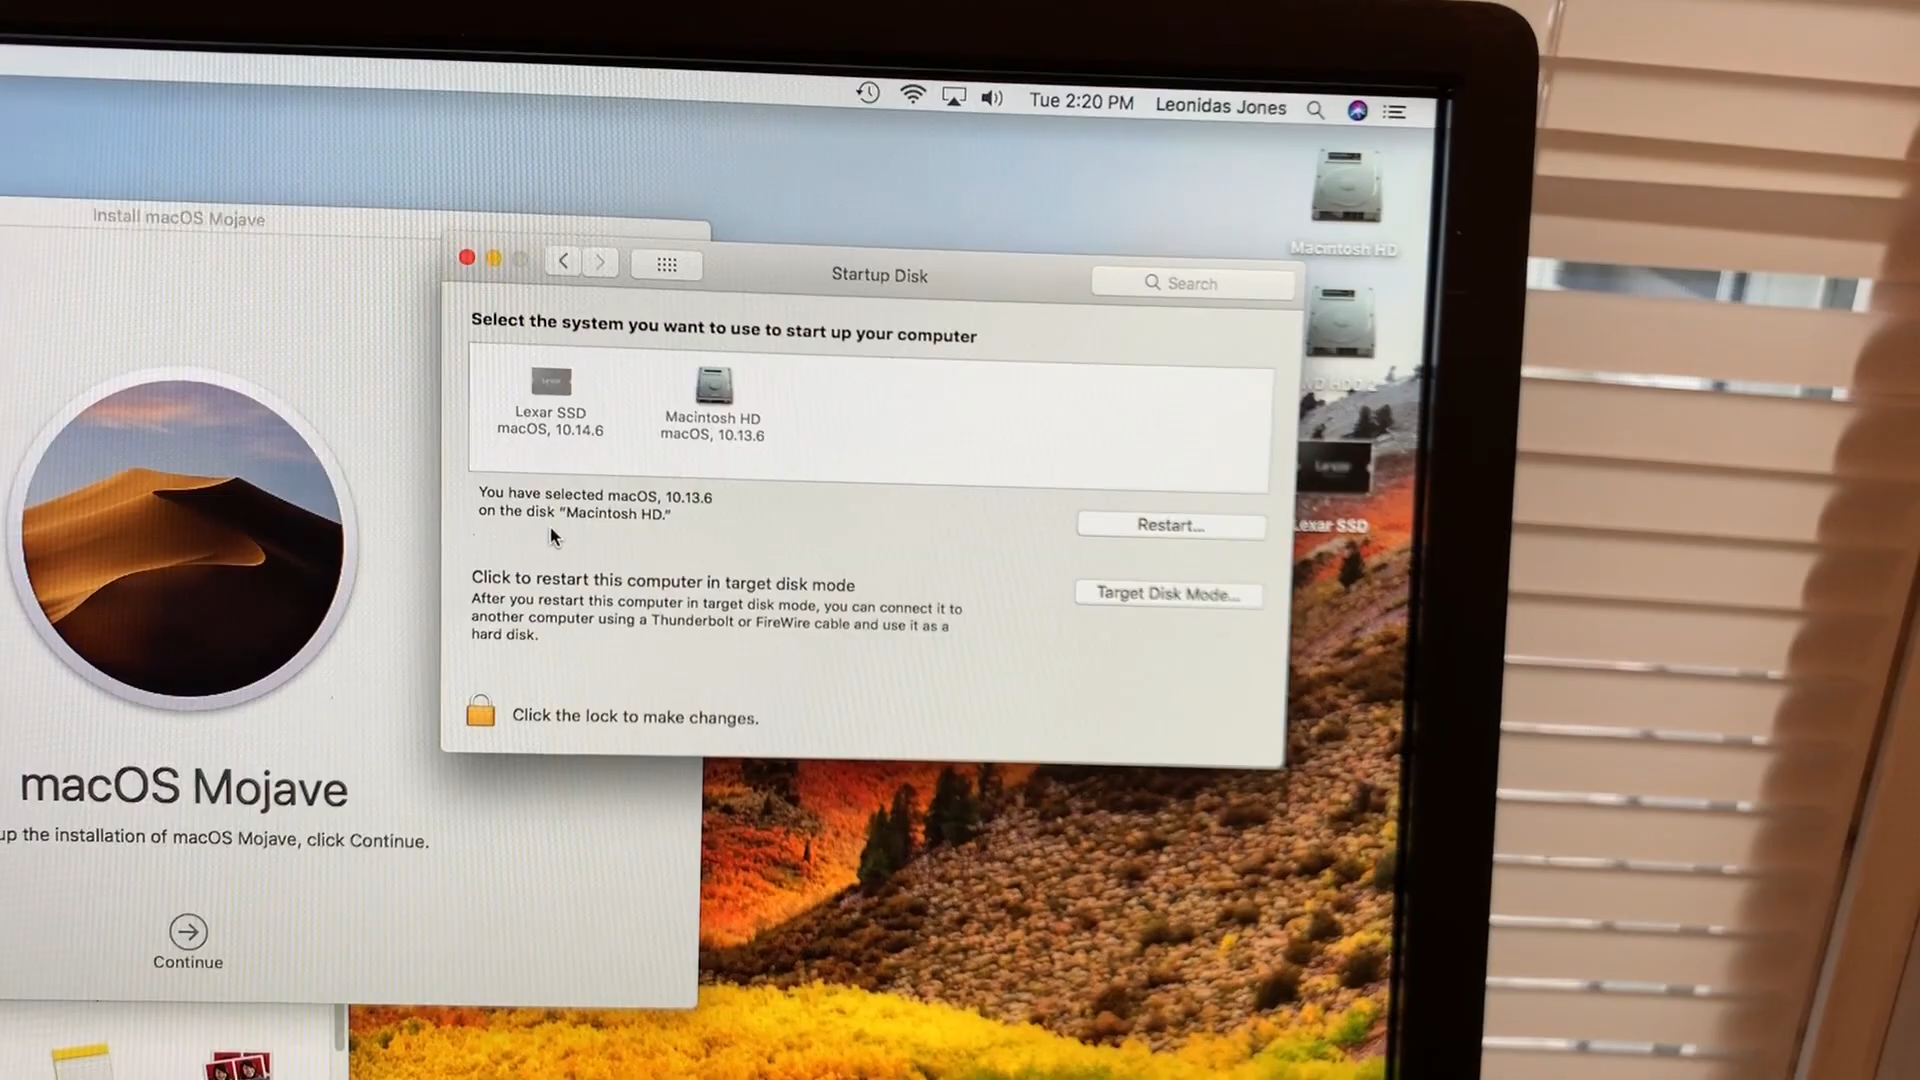 Tue 2:20 PM Leonidas Jones
Macintosh HD
Install macOS Mojave
Startup Disk
Search
Select the system you want to use to start up your computer
Lexar SSD
macOS, 10.14.6
Macintosh HD
macOS, 10.13.6
You have selected macOS, 10.13.6
on the disk “Macintosh HD.”
Restart...
Lexar
Lexar SSD
Click to restart this computer in target disk mode
After you restart this computer in target disk mode, you can connect it to
another computer using a Thunderbolt or FireWire cable and use it as a
hard disk.
Target Disk Mode...
Click the lock to make changes.
macOS Mojave
up the installation of macOS Mojave, click Continue.
Continue